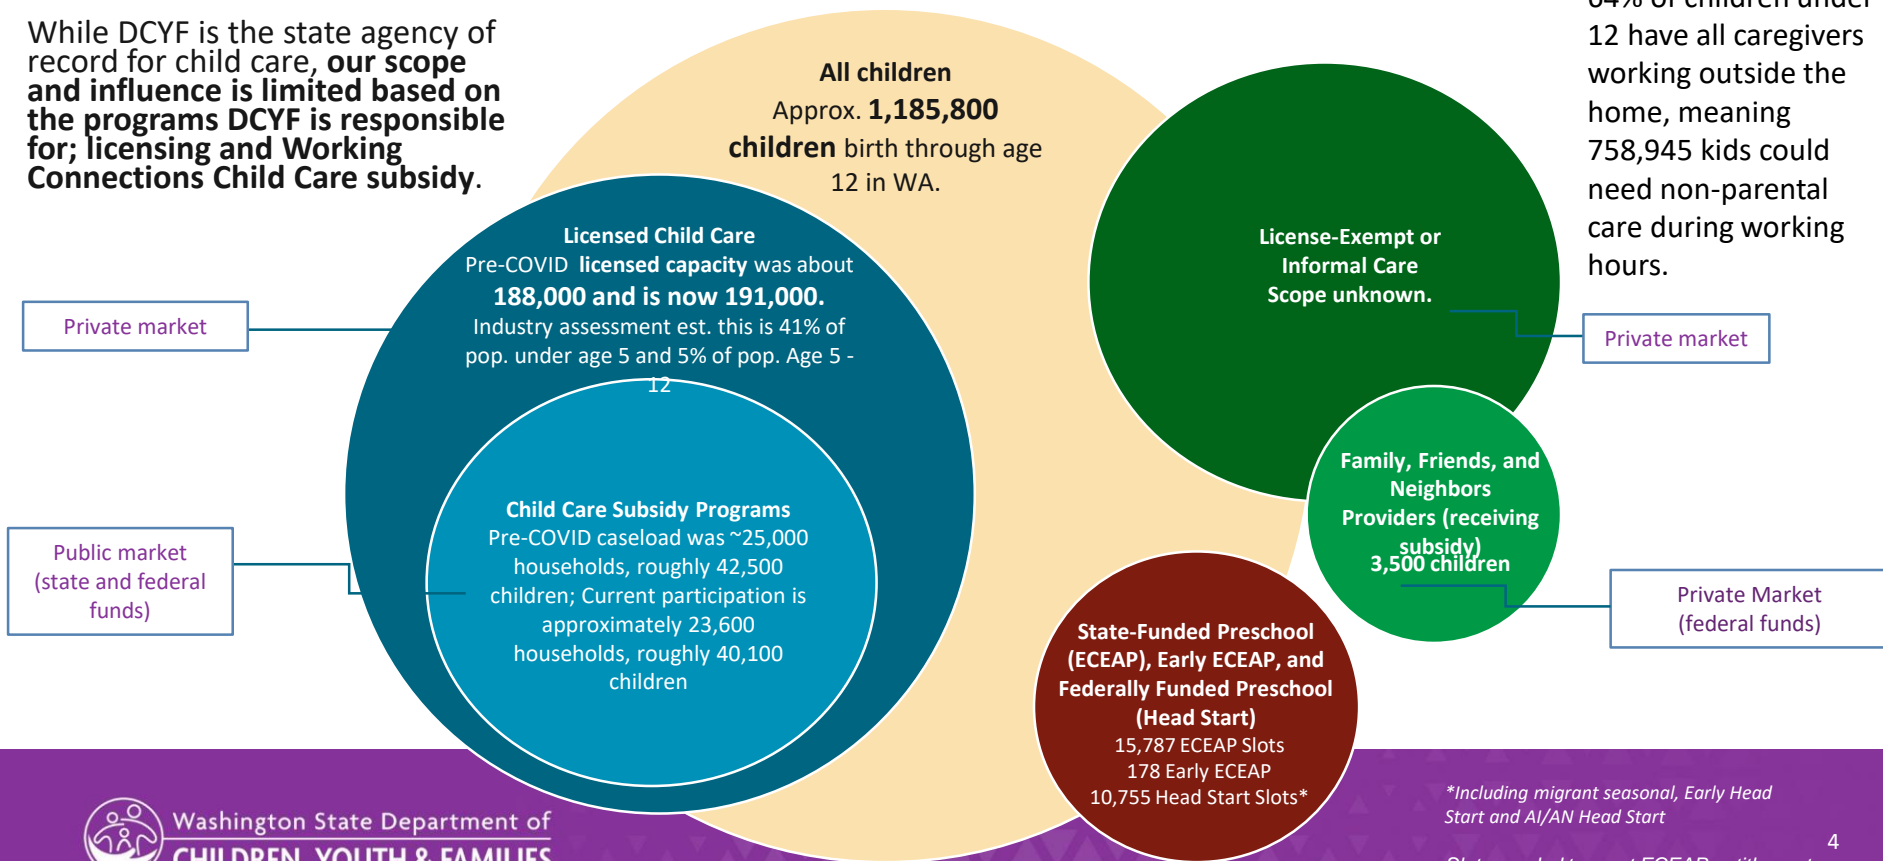 While DCYF is the state agency of
record for child care, our scope
and influence is limited based on
the programs DCYF is responsible
for; licensing and Working
Connections Child Care subsidy.
All children
Approx. 1,185,800
children birth through age
12 in WA.
64% of children under
12 have all caregivers
working outside the
home, meaning
758,945 kids could
need non-parental
care during working
hours.
Licensed Child Care
Pre-COVID licensed capacity was about
188,000 and is now 191,000.
Industry assessment est. this is 41% of
pop. under age 5 and 5% of pop. Age 5 -
12
License-Exempt or
Informal Care
Scope unknown.
Private market
Private market
Child Care Subsidy Programs
Pre-COVID caseload was ~25,000
households, roughly 42,500
children; Current participation is
approximately 23,600
households, roughly 40,100
children
Public market
(state and federal
funds)
Family, Friends, and
Neighbors
Providers (receiving
subsidy)
3,500 children
Private Market
(federal funds)
State-Funded Preschool
(ECEAP), Early ECEAP, and
Federally Funded Preschool
(Head Start)
15,787 ECEAP Slots
178 Early ECEAP
10,755 Head Start Slots*
Washington State Department of
CHILDREN, YOUTH & FAMILIES
*Including migrant seasonal, Early Head
Start and AI/AN Head Start
4